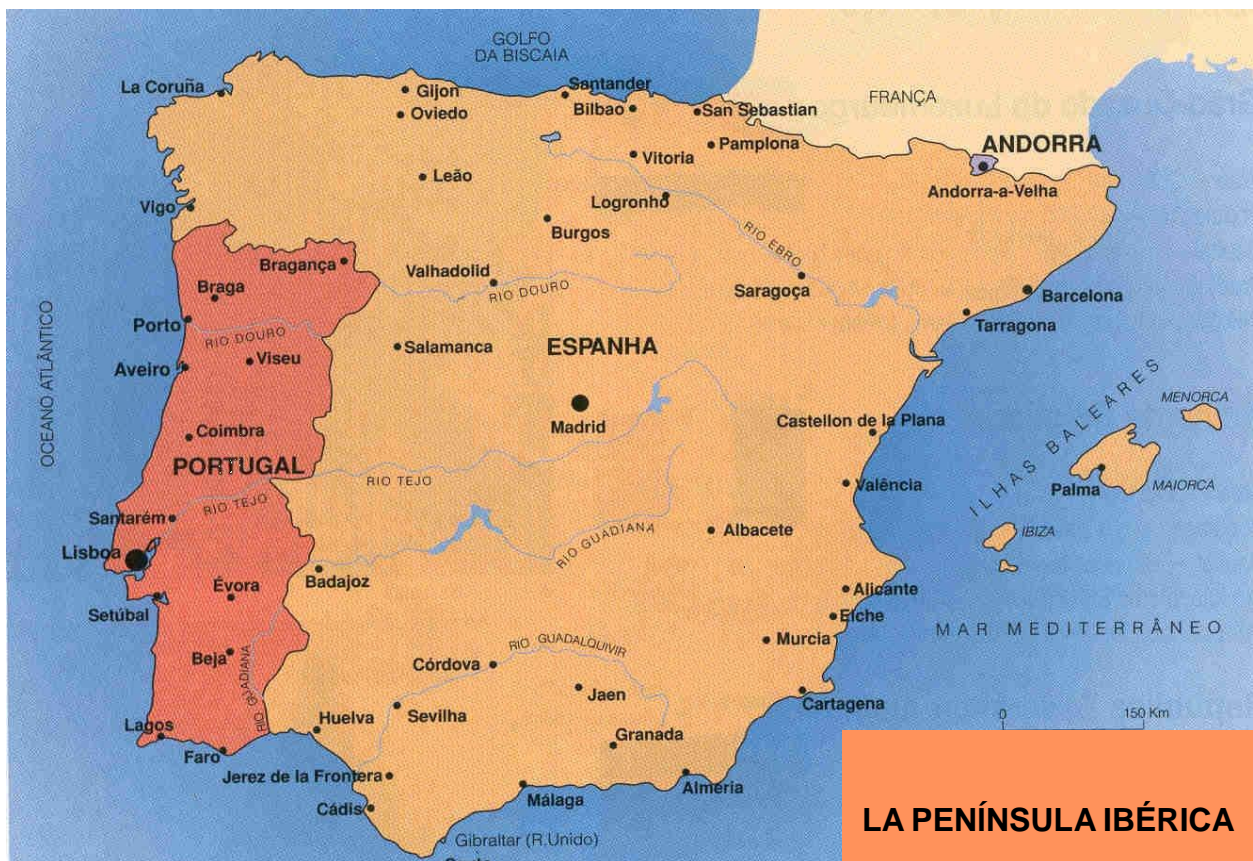 GOLFO
DA BISCAIA
La Coruña
Gijon
Oviedo
Santander
Bilbao
San Sebastian
FRANÇA
Pamplona
ANDORRA
Vitoria
Leão
Andorra-a-Velha
Logronho
Vigo
Burgos
RIO EBRO
Bragança
Valhadolid
Saragoça
Barcelona
Braga
RIO DOURO
Porto
Tarragona
RIO DOURO
OCEANO ATLÂNTICO
Viseu
Salamanca
ESPANHA
Aveiro
ILHAS BALEARES
MENORCA
Madrid
Castellon de la Plana
Coimbra
PORTUGAL
RIO TEJO
Valência
Palma
MAIORCA
RIO TEJO
Santarém
RIO GUADIANA
Albacete
IBIZA
Lisboa
Badajoz
Évora
Alicante
Setúbal
Elche
MAR MEDITERRÂNEO
RIO GUADALQUIVIR
Murcia
Beja
Córdova
RIO GUADIANA
Jaen
Cartagena
Lagos
Huelva
Sevilha
0 150 Km
Granada
Faro
Jerez de la Frontera
Almeria
Cádis
Málaga
LA PENÍNSULA IBÉRICA
Gibraltar (R.Unido)